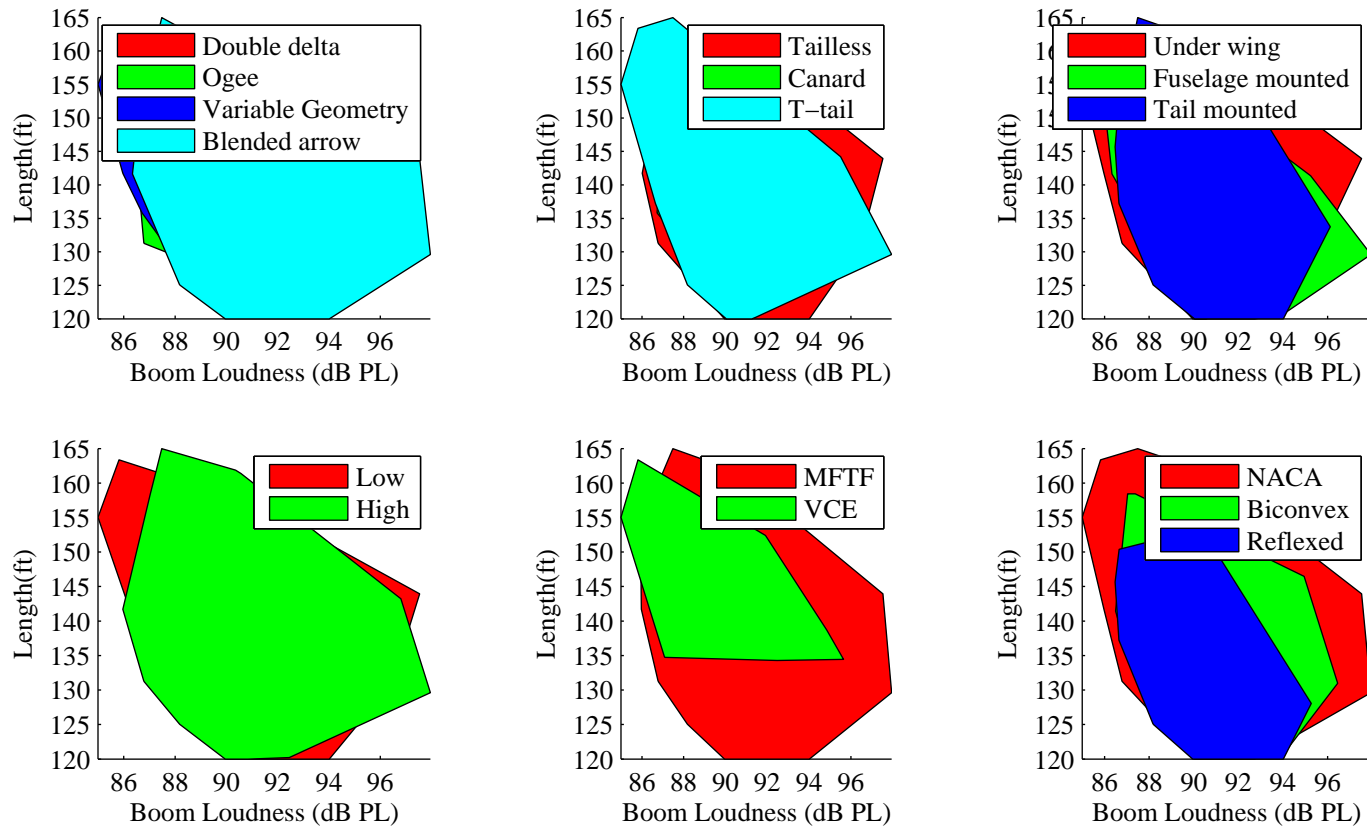 165
160
155
150
145
140
135
130
125
120
Length(ft)
Double delta
Ogee
Variable Geometry
Blended arrow
86 88 90 92 94 96
Boom Loudness (dB PL)
165
160
155
150
145
140
135
130
125
120
Length(ft)
Tailless
Canard
T−tail
86 88 90 92 94 96
Boom Loudness (dB PL)
165
160
155
150
145
140
135
130
125
120
Length(ft)
Under wing
Fuselage mounted
Tail mounted
86 88 90 92 94 96
Boom Loudness (dB PL)
165
160
155
150
145
140
135
130
125
120
Length(ft)
Low
High
86 88 90 92 94 96
Boom Loudness (dB PL)
165
160
155
150
145
140
135
130
125
120
Length(ft)
MFTF
VCE
86 88 90 92 94 96
Boom Loudness (dB PL)
165
160
155
150
145
140
135
130
125
120
Length(ft)
NACA
Biconvex
Reflexed
86 88 90 92 94 96
Boom Loudness (dB PL)